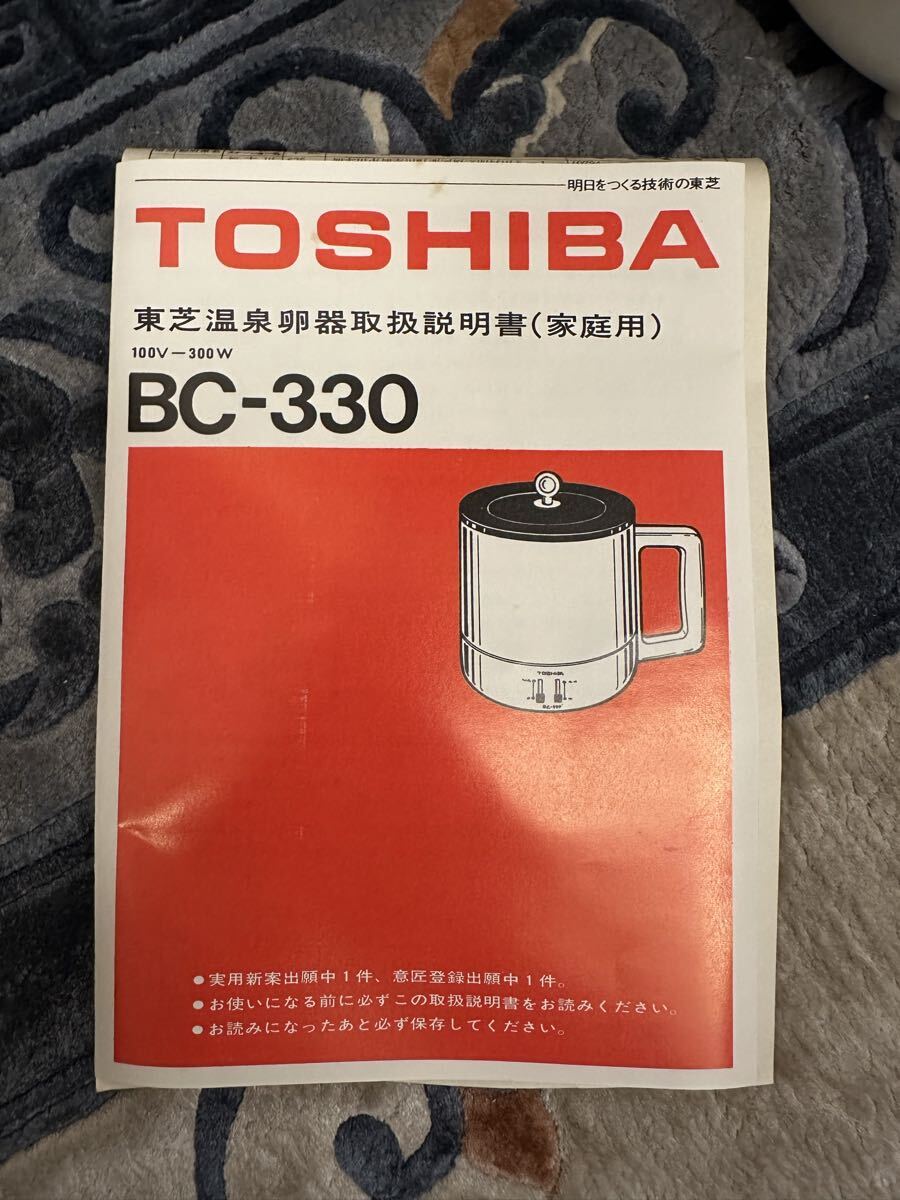 明日をつくる技術の東芝
TOSHIBA
東芝温泉卵器取扱説明書(家庭用)
100V−300W
BC-330
TOSHIBA
●実用新案出願中1件、意匠登録出願中1件。
●お使いになる前に必ずこの取扱説明書をお読みください。
●お読みになったあと必ず保存してください。